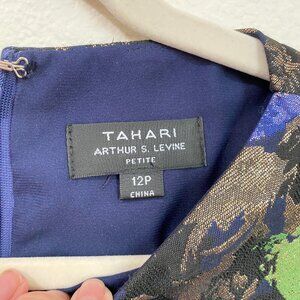 TAHARI
ARTHUR S. LEVINE
PETITE
12P
CHINA